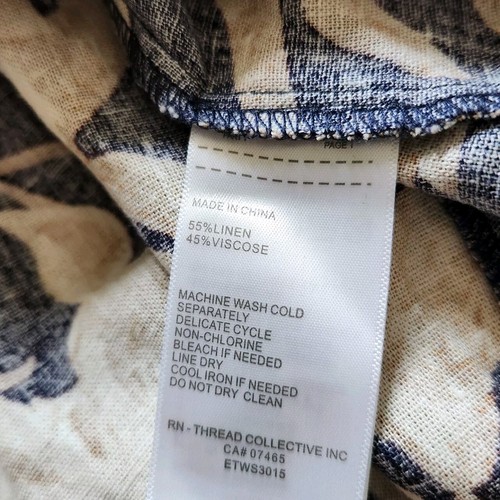 PAGE 1
MADE IN CHINA
55%LINEN
45%VISCOSE
MACHINE WASH COLD
SEPARATELY
DELICATE CYCLE
NON-CHLORINE
BLEACH IF NEEDED
LINE DRY
COOL IRON IF NEEDED
DO NOT DRY CLEAN
RN - THREAD COLLECTIVE INC
CA# 07465
ETWS3015